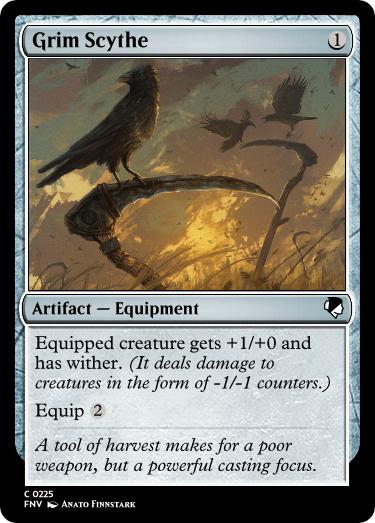 Grim Scythe 1
Artifact — Equipment
Equipped creature gets +1/+0 and
has wither. (It deals damage to
creatures in the form of -1/-1 counters.)
Equip 2
A tool of harvest makes for a poor
weapon, but a powerful casting focus.
C 0225
FNV Anato Finnstark